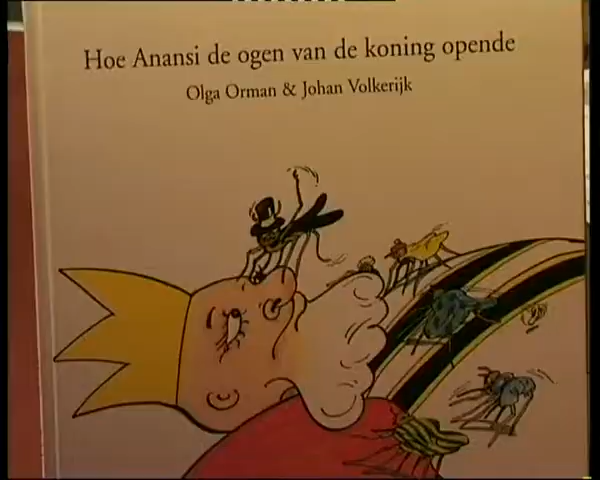 Hoe Anansi de ogen van de koning opende
Olga Orman & Johan Volkerijk